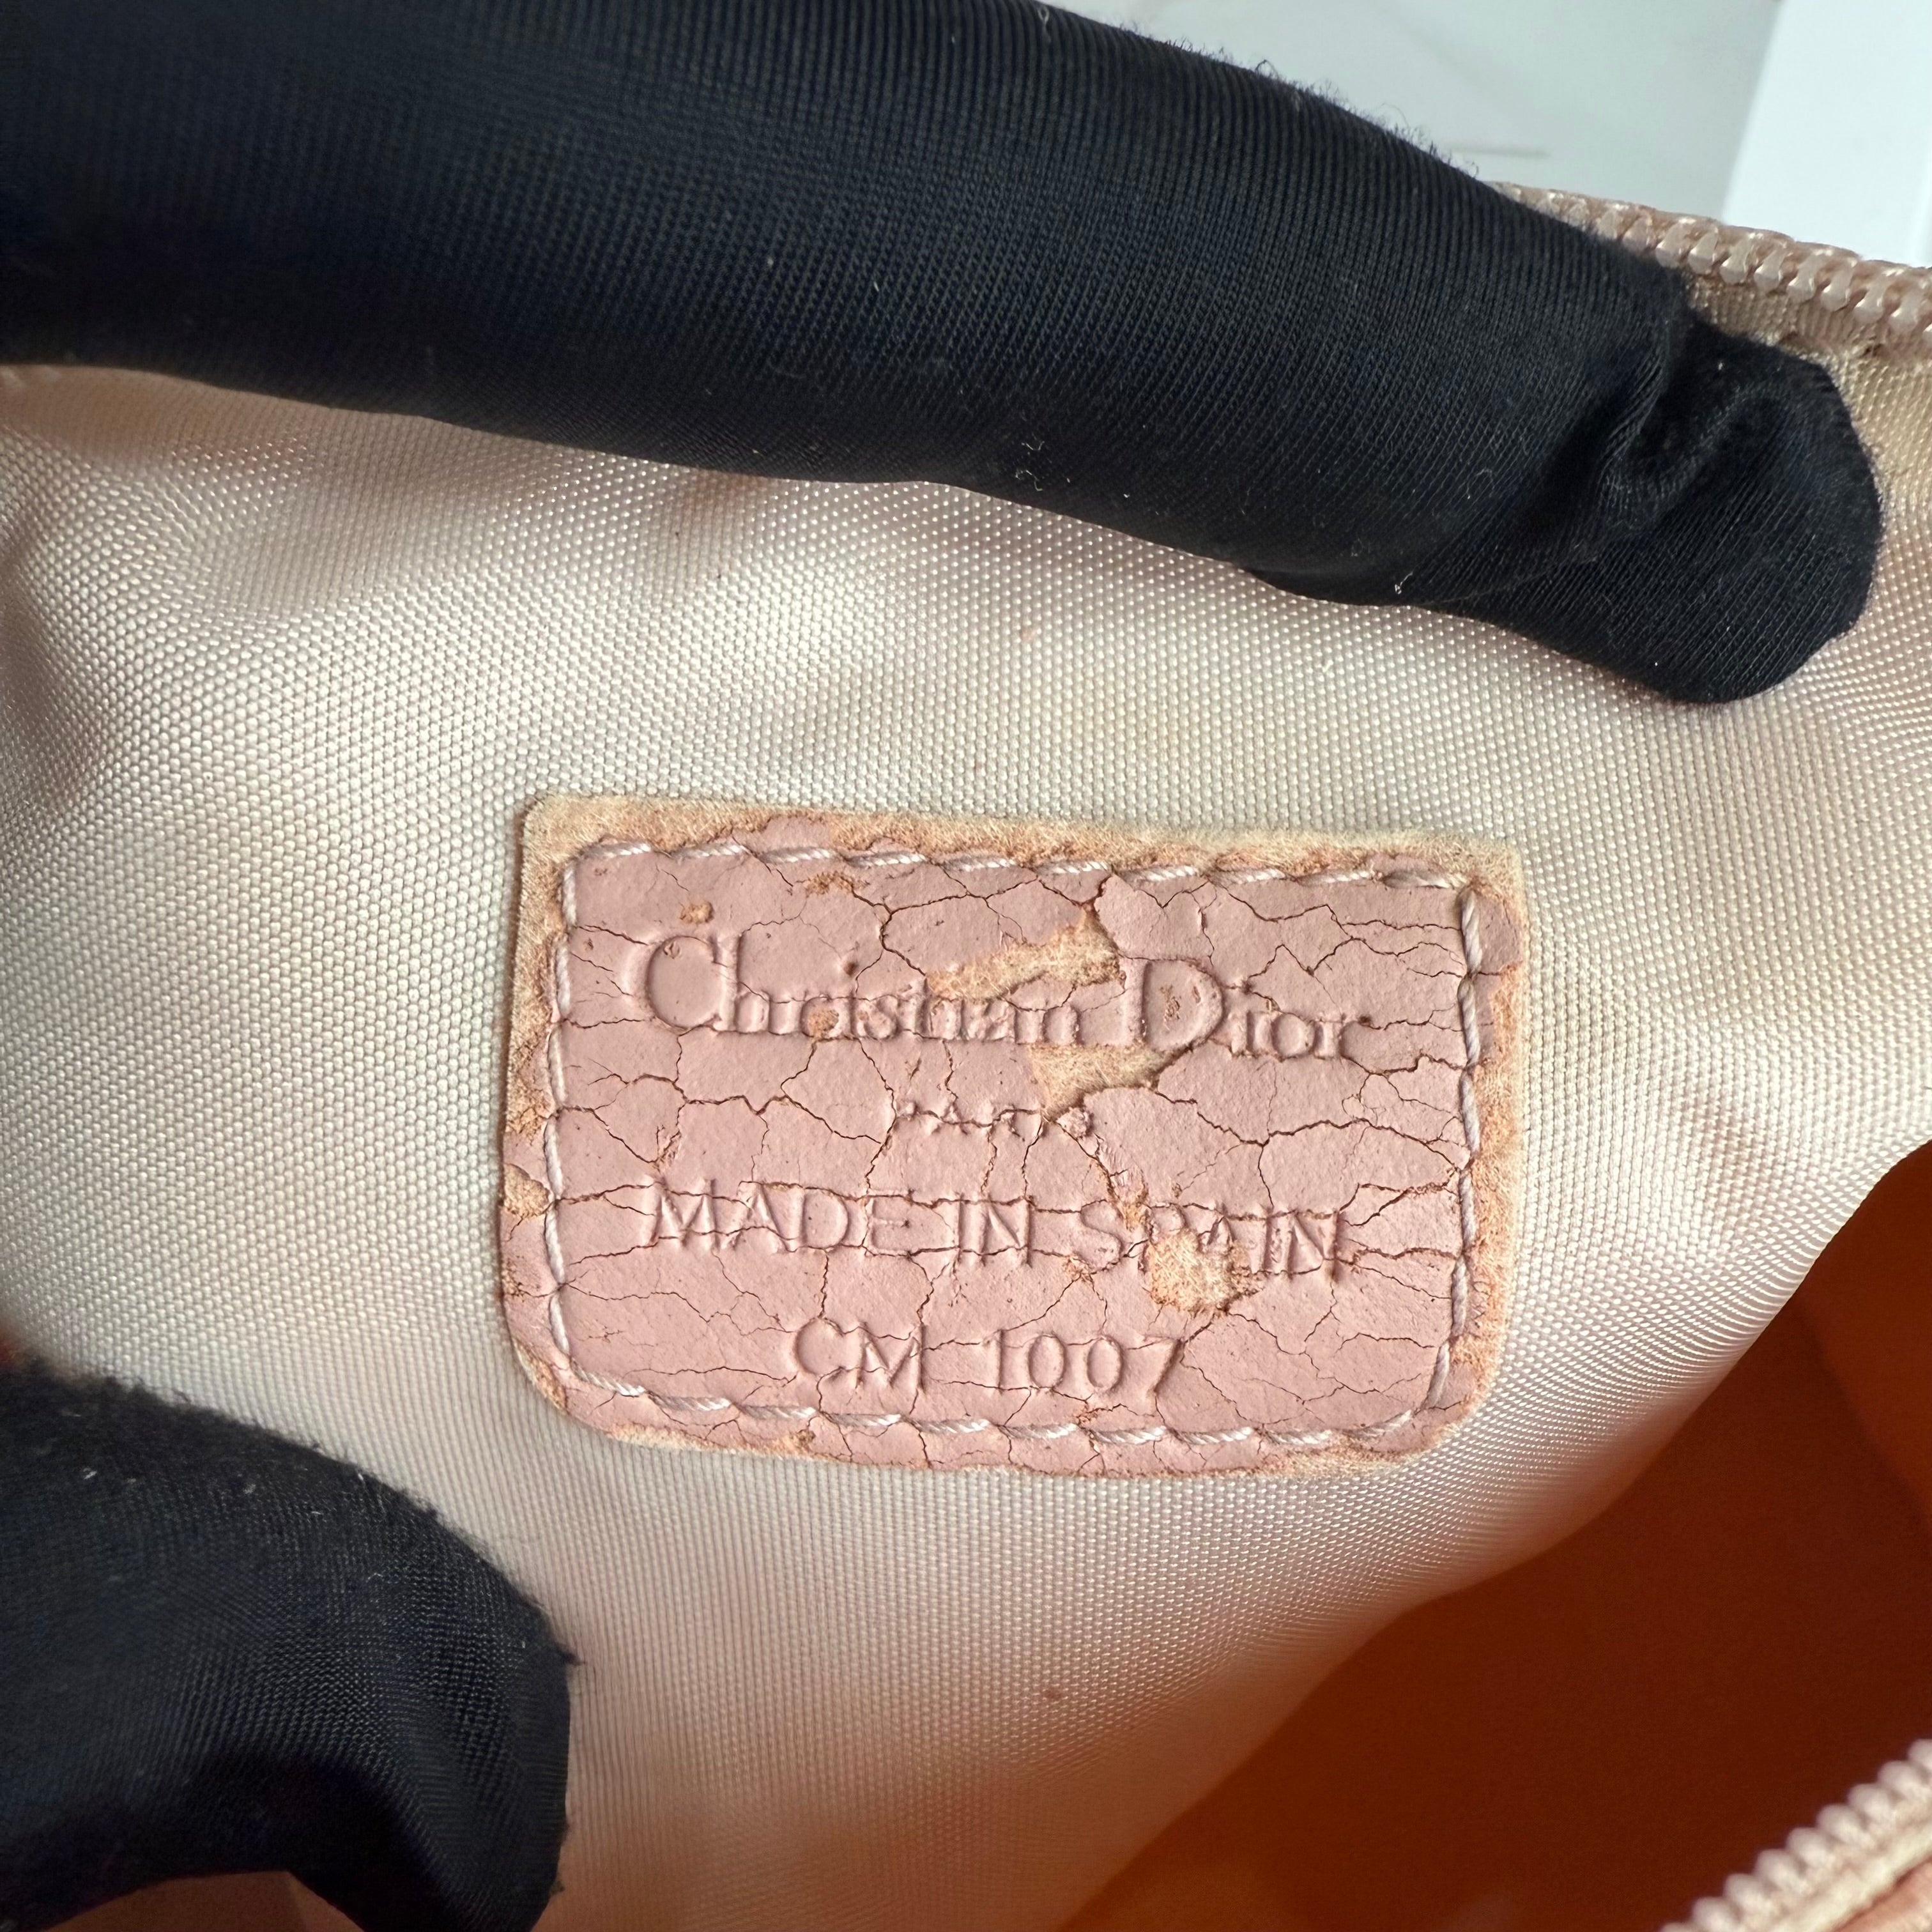 Christian Dior
PARIS
MADE IN SPAIN
CM 1007